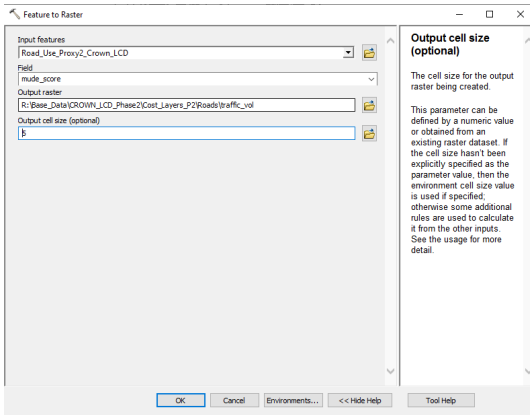 Feature to Raster
Input features
Road_Use_Proxy2_Crown_LCD
Field
mude_score
Output raster
R:\Base_Data\CROWN_LCD_Phase2\Cost_Layers_P2\Roads\traffic_vol
Output cell size (optional)
5
OK
Cancel
Environments...
<< Hide Help
Output cell size
(optional)
The cell size for the output
raster being created.
This parameter can be
defined by a numeric value
or obtained from an
existing raster dataset. If
the cell size hasn't been
explicitly specified as the
parameter value, then the
environment cell size value
is used if specified;
otherwise some additional
rules are used to calculate
it from the other inputs.
See the usage for more
detail.
Tool Help